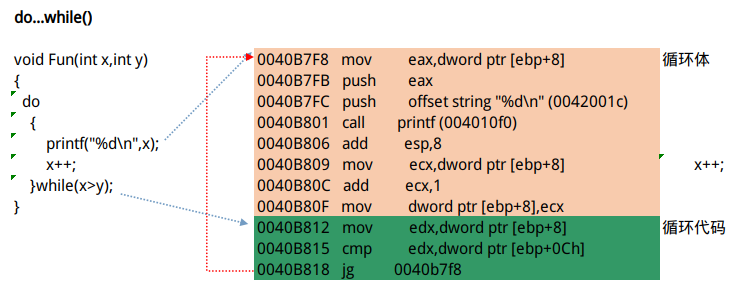 do...while()
void Fun(int x,int y)
{
do
{
printf("%d\n",x);
x++;
}while(x>y);
}
0040B7F8 mov eax,dword ptr [ebp+8] 循环体
0040B7FB push eax
0040B7FC push offset string "%d\n" (0042001c)
0040B801 call printf (004010f0)
0040B806 add esp,8
0040B809 mov ecx,dword ptr [ebp+8] x++;
0040B80C add ecx,1
0040B80F mov dword ptr [ebp+8],ecx
0040B812 mov edx,dword ptr [ebp+8] 循环代码
0040B815 cmp edx,dword ptr [ebp+0Ch]
0040B818 jg 0040b7f8